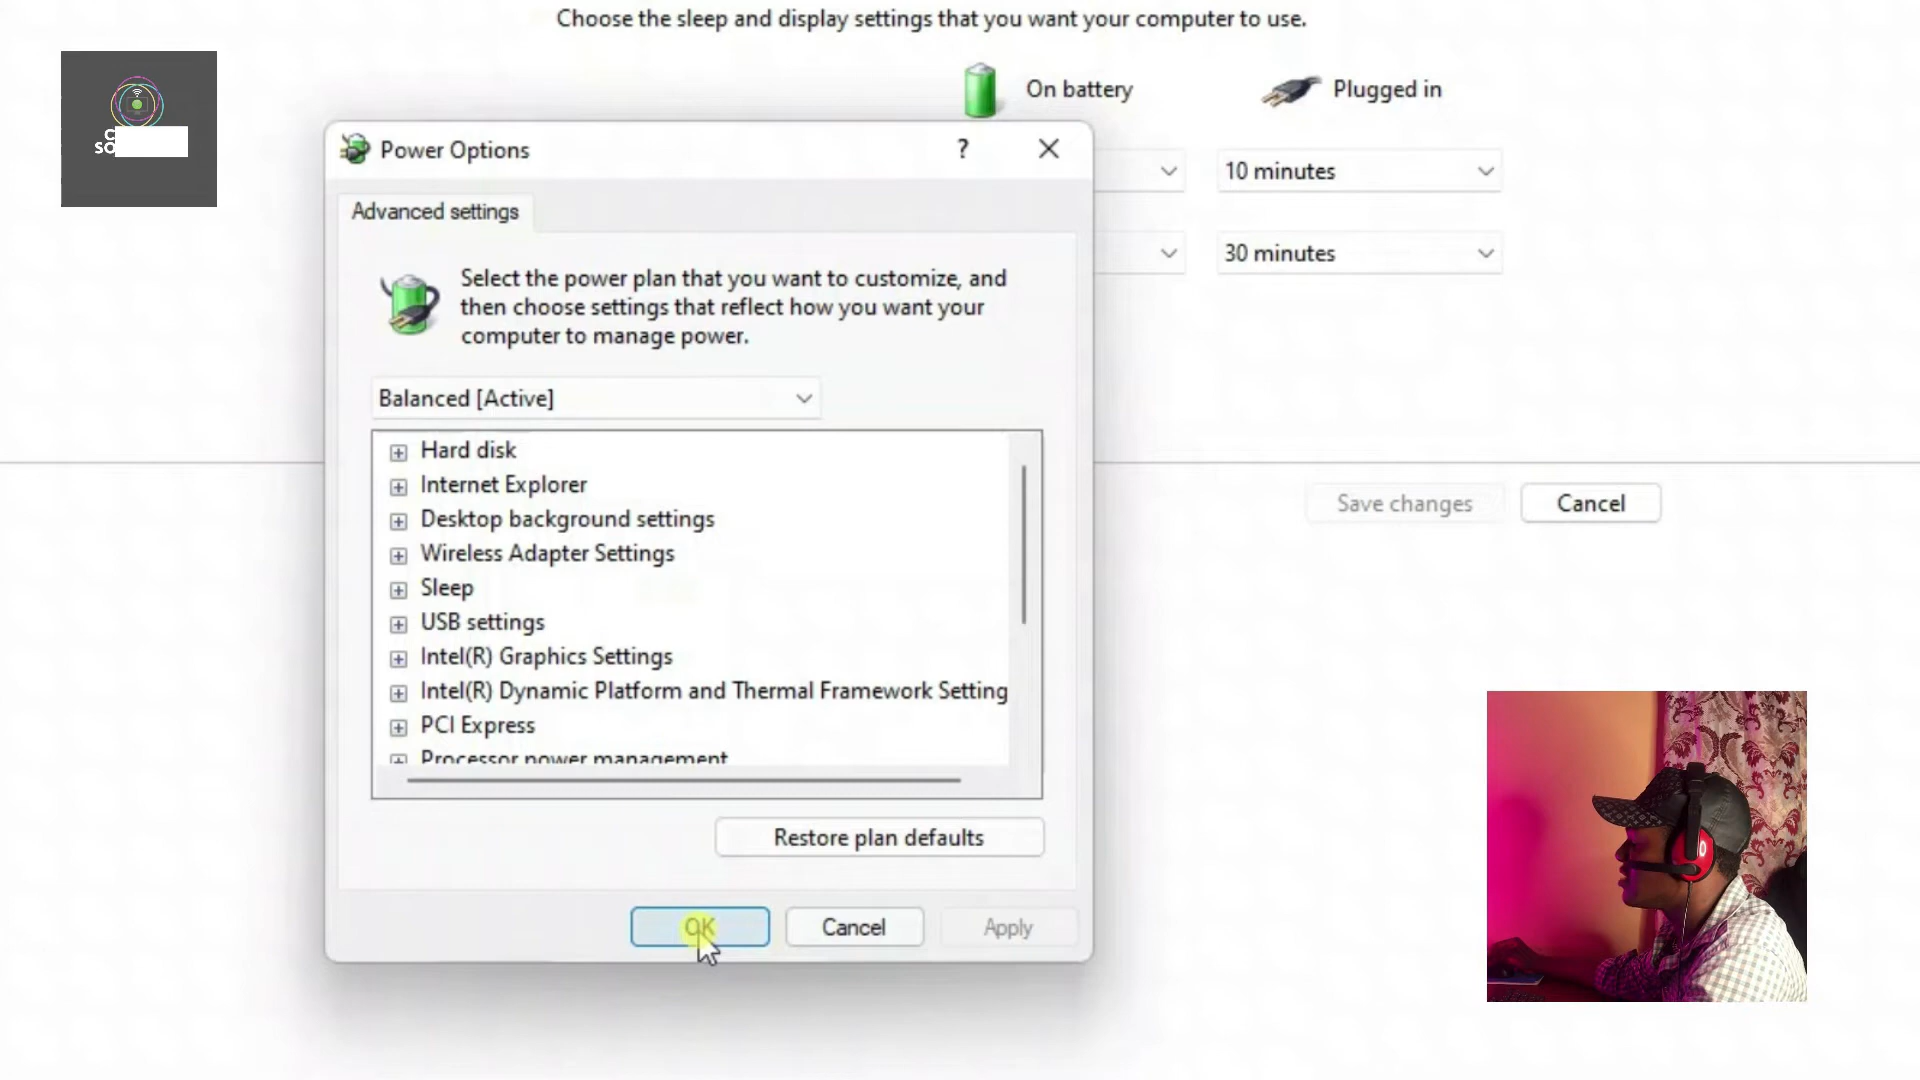 Choose the sleep and display settings that you want your computer to use.
On battery
Plugged in
Power Options
?
10 minutes
Advanced settings
30 minutes
Select the power plan that you want to customize, and
then choose settings that reflect how you want your
computer to manage power.
Balanced [Active]
Hard disk
Internet Explorer
Desktop background settings
Wireless Adapter Settings
Sleep
USB settings
Intel(R) Graphics Settings
Intel(R) Dynamic Platform and Thermal Framework Setting
PCI Express
Processor power management
Save changes
Cancel
Restore plan defaults
OK
Cancel
Apply